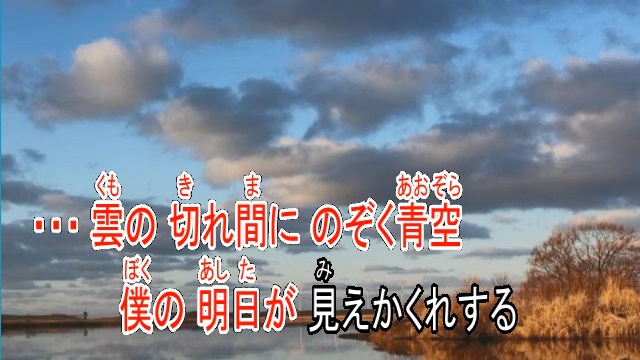 くも き ま あおぞら
・・・ 雲の 切れ間に のぞく青空
ぼく あした み
僕の 明日が 見えかくれする